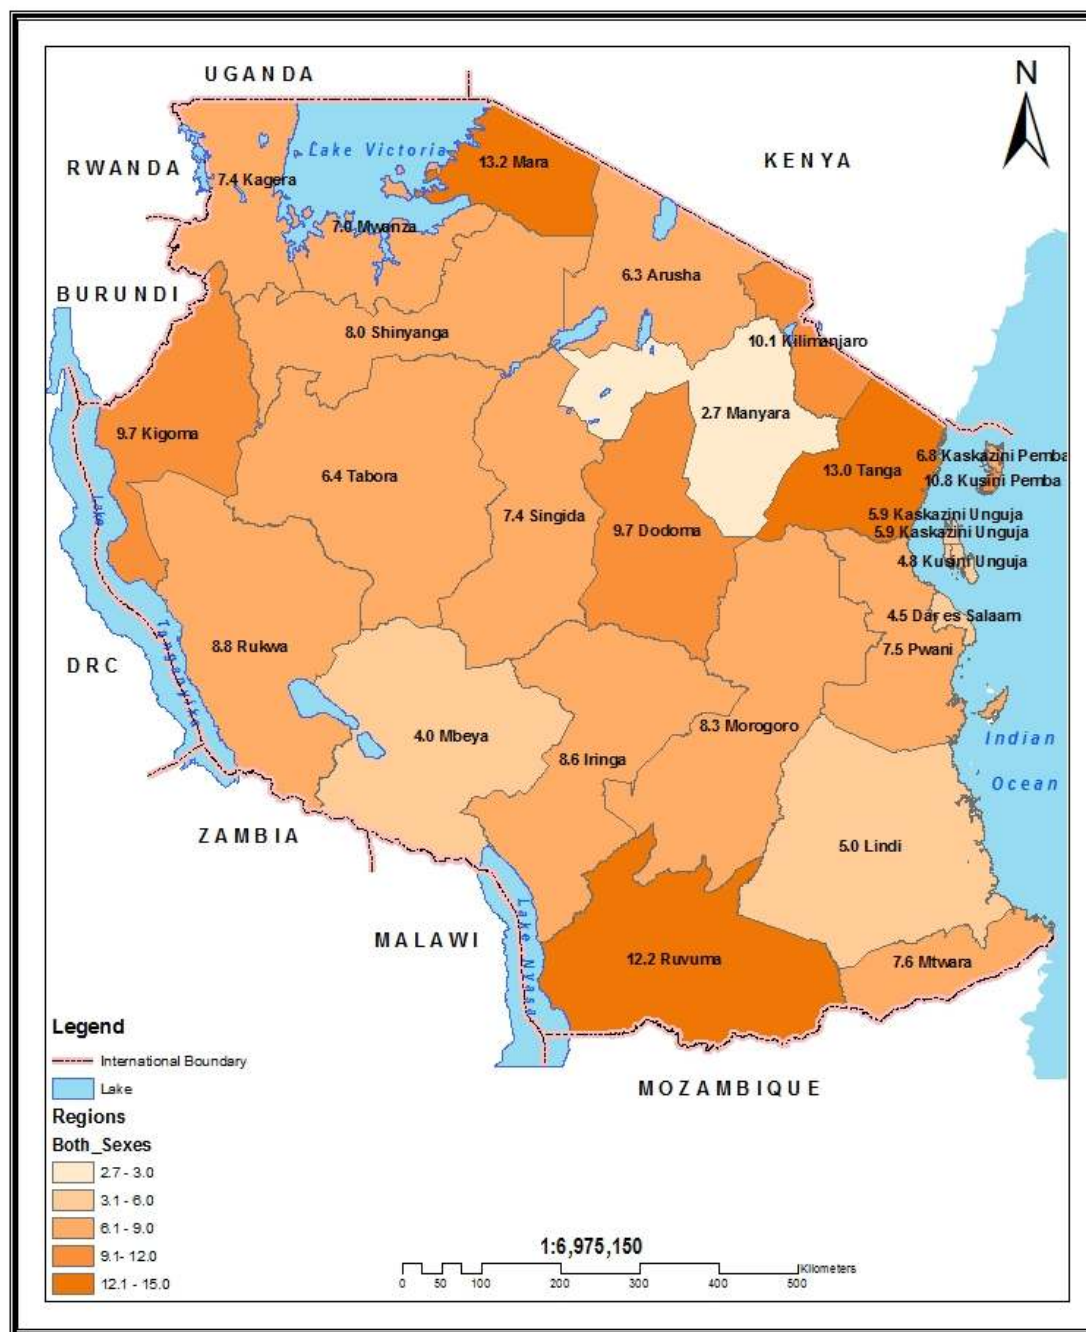 UGANDA
N
Lake Victoria
13.2 Mara
KENYA
RWANDA
7.4 Kagera
7.0 Mwanza
6.3 Arusha
BURUNDI
8.0 Shinyanga
10.1 Kilimanjaro
2.7 Manyara
9.7 Kigoma
6.4 Tabora
13.0 Tanga
6.8 Kaskazini Pemba
10.8 Kusini Pemba
7.4 Singida
9.7 Dodoma
5.9 Kaskazini Unguja
5.9 Kaskazini Unguja
4.8 Kusini Unguja
Lake Tanganyika
4.5 Dar es Salaam
8.8 Rukwa
7.5 Pwani
DRC
4.0 Mbeya
8.3 Morogoro
8.6 Iringa
Indian
Ocean
ZAMBIA
5.0 Lindi
MALAWI
Lake Nyasa
12.2 Ruvuma
7.6 Mtwara
MOZAMBIQUE
Legend
International Boundary
Lake
Regions
Both_Sexes
2.7 - 3.0
3.1 - 6.0
6.1 - 9.0
9.1- 12.0
12.1 - 15.0
1:6,975,150
Kilometers
0 50 100 200 300 400 500